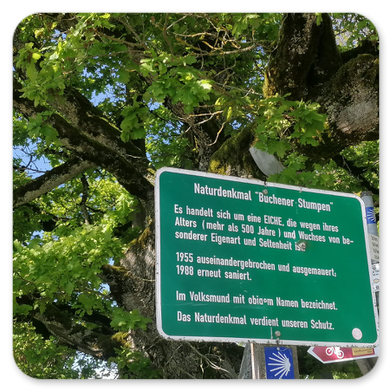 Naturdenkmal "Buchener Stumpen"
Es handelt sich um eine EICHE, die wegen ihres
Alters (mehr als 500 Jahre) und Wuchses von be-
sonderer Eigenart und Seltenheit ist.
1955 auseinandergebrochen und ausgemauert;
1988 erneut saniert.
Im Volksmund mit obigem Namen bezeichnet.
Das Naturdenkmal verdient unseren Schutz.